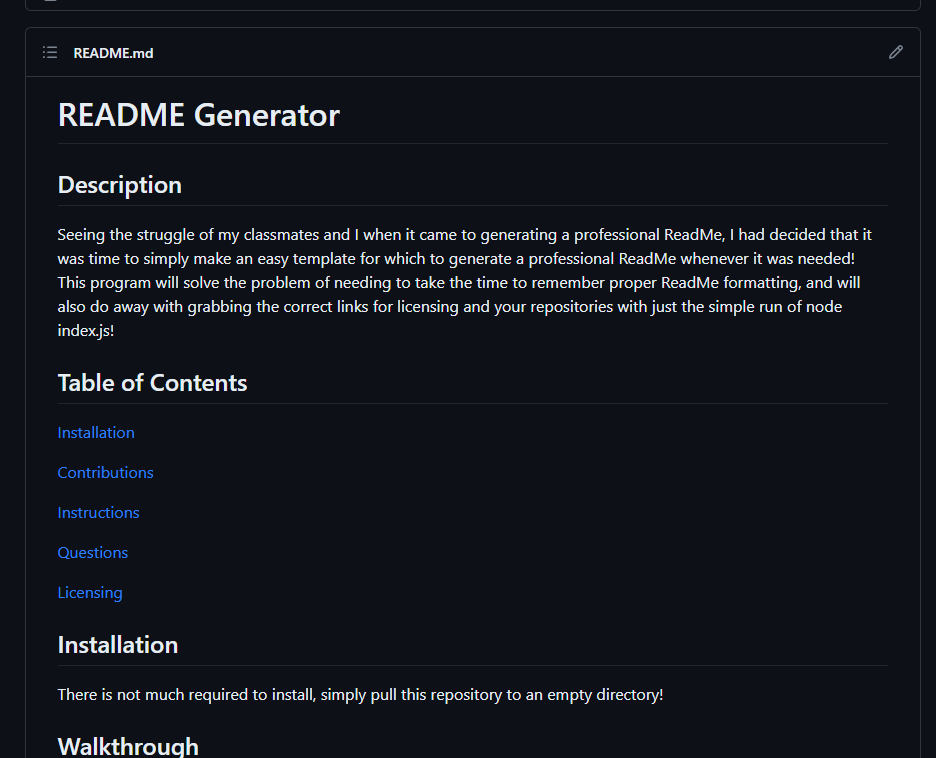 README.md
README Generator
Description
Seeing the struggle of my classmates and I when it came to generating a professional ReadMe, I had decided that it
was time to simply make an easy template for which to generate a professional ReadMe whenever it was needed!
This program will solve the problem of needing to take the time to remember proper ReadMe formatting, and will
also do away with grabbing the correct links for licensing and your repositories with just the simple run of node
index.js!
Table of Contents
Installation
Contributions
Instructions
Questions
Licensing
Installation
There is not much required to install, simply pull this repository to an empty directory!
Walkthrough